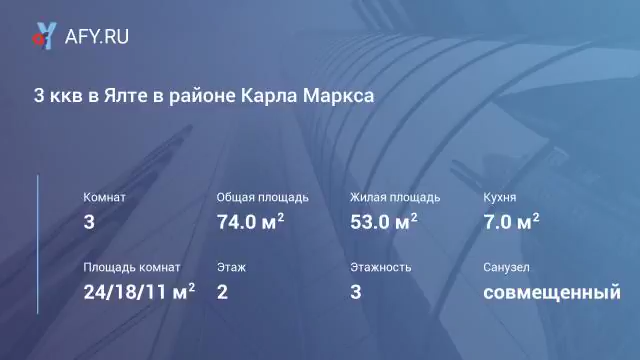 AFY.RU
3 ккв в Ялте в районе Карла Маркса
Комнат
3
Общая площадь
74.0 м²
Жилая площадь
53.0 м²
Кухня
7.0 м²
Площадь комнат
24/18/11 м²
Этаж
2
Этажность
3
Санузел
совмещенный